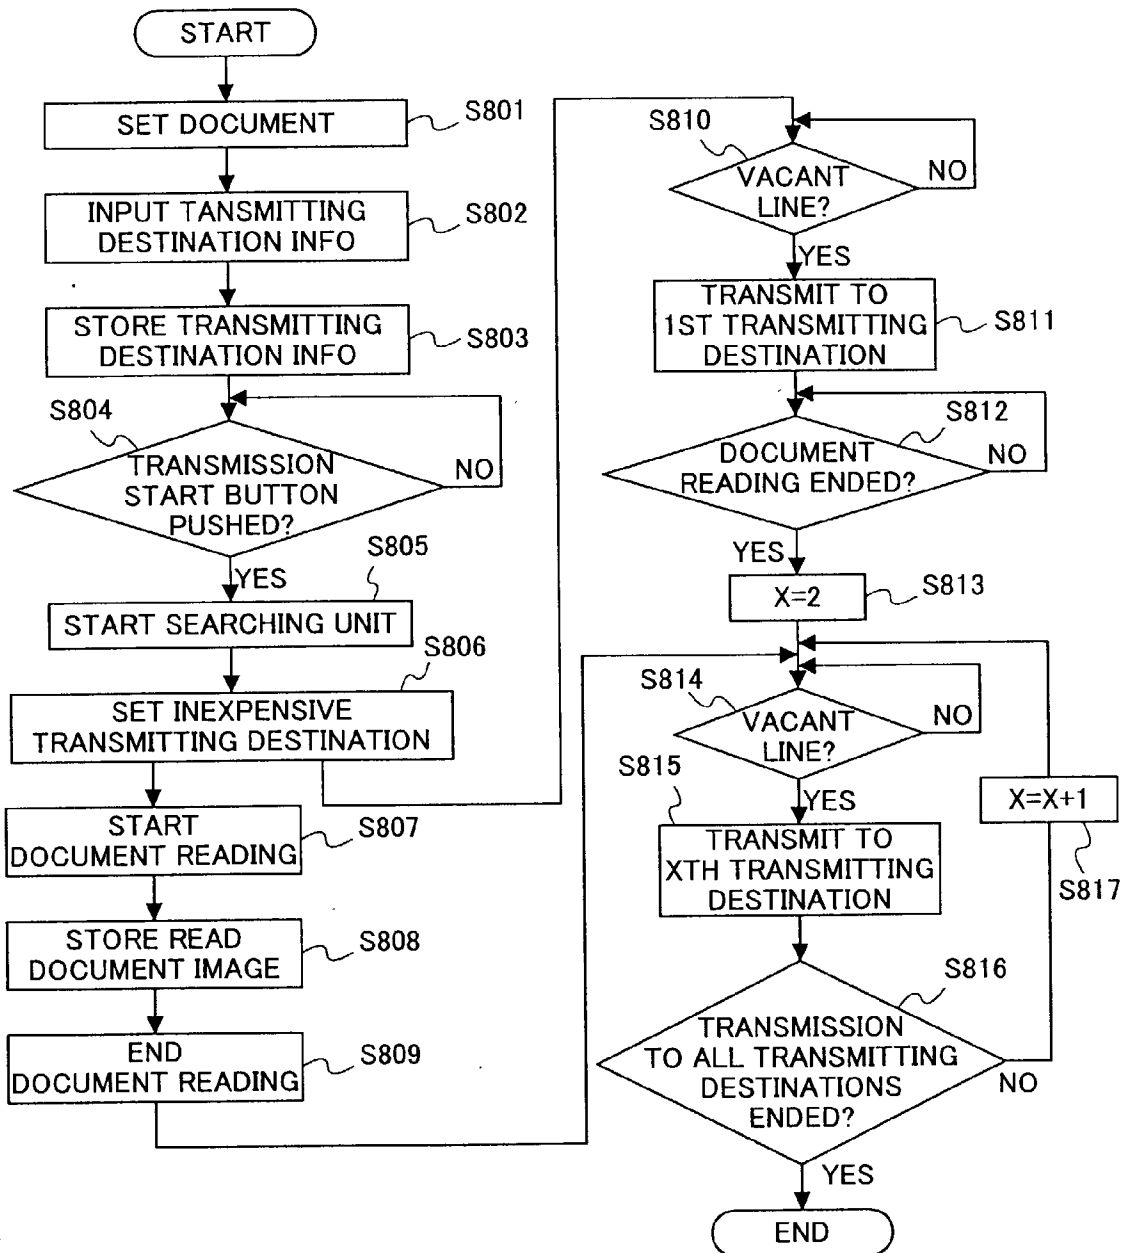 START
SET DOCUMENT
S801
INPUT TANSMITTING
DESTINATION INFO
S802
STORE TRANSMITTING
DESTINATION INFO
S803
S804
TRANSMISSION
START BUTTON
PUSHED?
NO
YES
S805
START SEARCHING UNIT
S806
SET INEXPENSIVE
TRANSMITTING DESTINATION
START
DOCUMENT READING
S807
STORE READ
DOCUMENT IMAGE
S808
END
DOCUMENT READING
S809
S810
VACANT
LINE?
NO
YES
TRANSMIT TO
1ST TRANSMITTING
DESTINATION
S811
S812
DOCUMENT
READING ENDED?
NO
YES
X=2
S813
S814
VACANT
LINE?
NO
YES
S815
TRANSMIT TO
XTH TRANSMITTING
DESTINATION
X=X+1
S817
S816
TRANSMISSION
TO ALL TRANSMITTING
DESTINATIONS
ENDED?
NO
YES
END